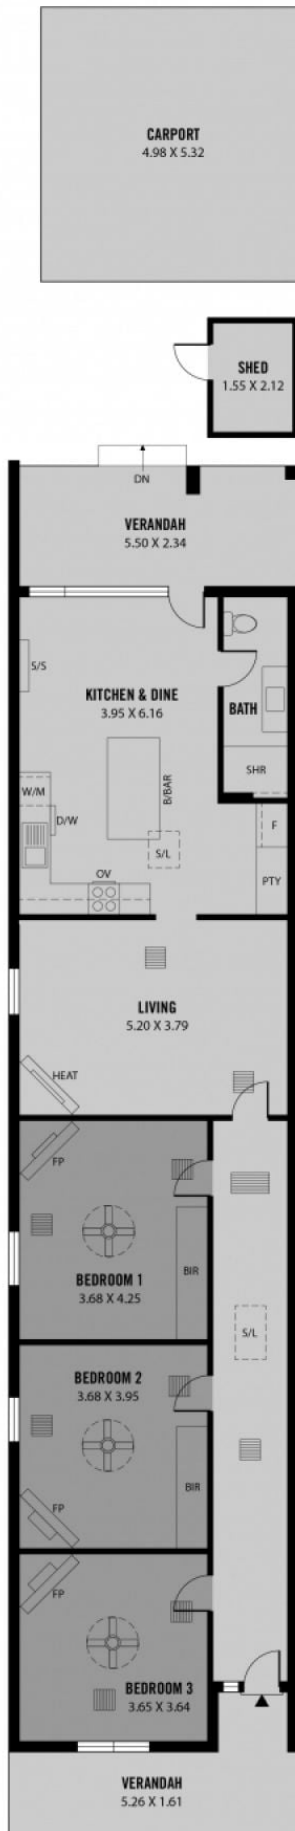 CARPORT
4.98 X 5.32
SHED
1.55 X 2.12
DN
VERANDAH
5.50 X 2.34
S/S
KITCHEN & DINE
3.95 X 6.16
BATH
SHR
W/M
B/BAR
D/W
S/L
F
OV
PTY
LIVING
5.20 X 3.79
HEAT
FP
BEDROOM 1
3.68 X 4.25
BIR
S/L
BEDROOM 2
3.68 X 3.95
BIR
FP
FP
BEDROOM 3
3.65 X 3.64
VERANDAH
5.26 X 1.61